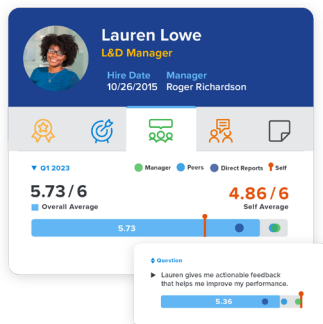 Lauren Lowe
L&D Manager
Hire Date Manager
10/26/2015 Roger Richardson
Q1 2023 Manager Peers Direct Reports Self
5.73 / 6 4.86 / 6
Overall Average Self Average
5.73
Question
Lauren gives me actionable feedback
that helps me improve my performance.
5.36